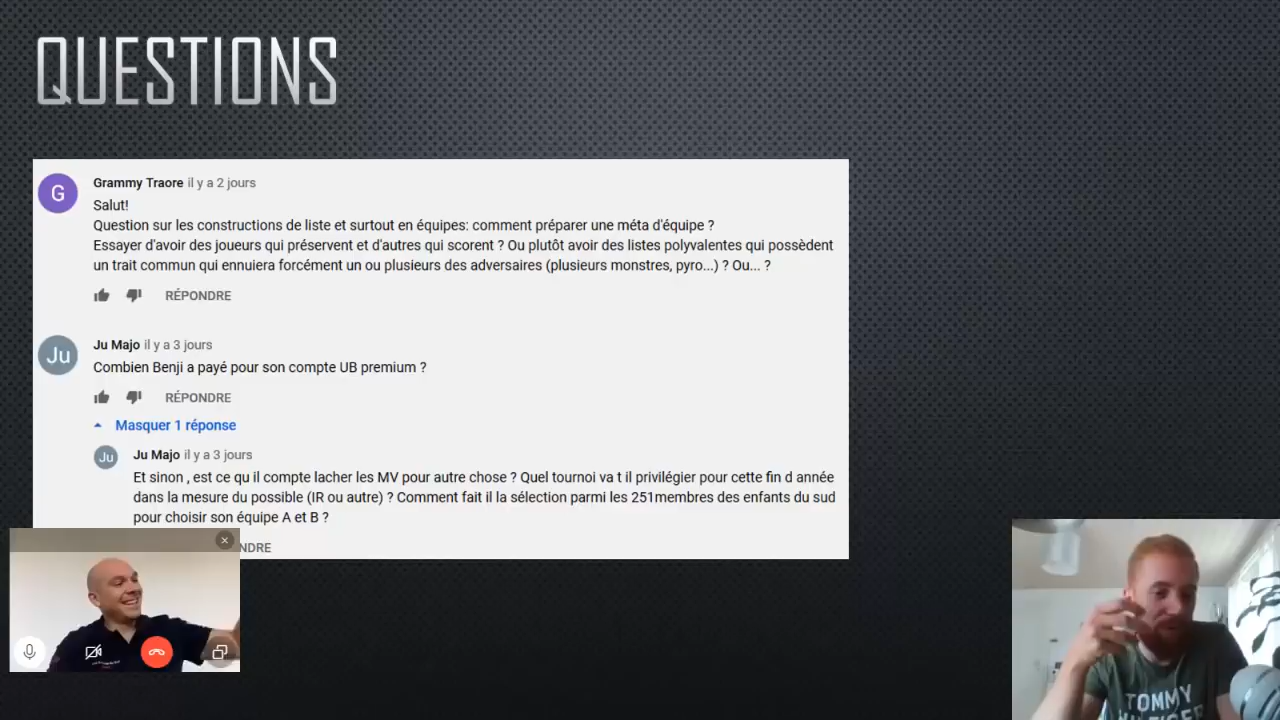 QUESTIONS
G
Grammy Traore il y a 2 jours
Salut!
Question sur les constructions de liste et surtout en équipes: comment préparer une méta d'équipe ?
Essayer d'avoir des joueurs qui préservent et d'autres qui scorent ? Ou plutôt avoir des listes polyvalentes qui possèdent
un trait commun qui ennuiera forcément un ou plusieurs des adversaires (plusieurs monstres, pyro...) ? Ou... ?
RÉPONDRE
Ju
Ju Majo il y a 3 jours
Combien Benji a payé pour son compte UB premium ?
RÉPONDRE
Masquer 1 réponse
Ju
Ju Majo il y a 3 jours
Et sinon , est ce qu il compte lacher les MV pour autre chose ? Quel tournoi va t il privilégier pour cette fin d année
dans la mesure du possible (IR ou autre) ? Comment fait il la sélection parmi les 251membres des enfants du sud
pour choisir son équipe A et B ?
NDRE
TOMMY